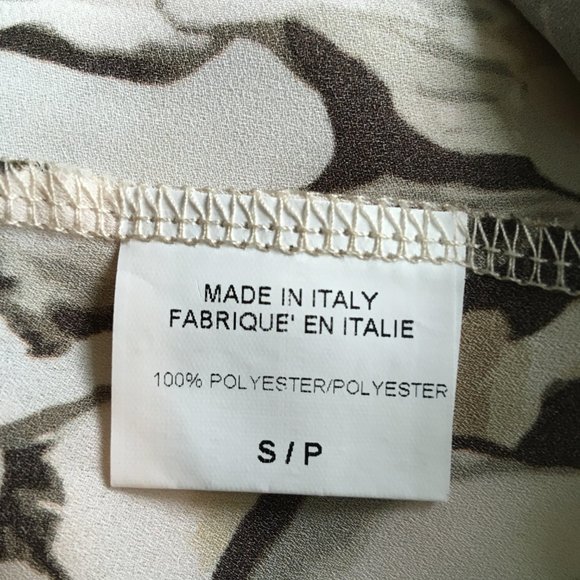 MADE IN ITALY
FABRIQUE' EN ITALIE
100% POLYESTER/POLYESTER
S / P